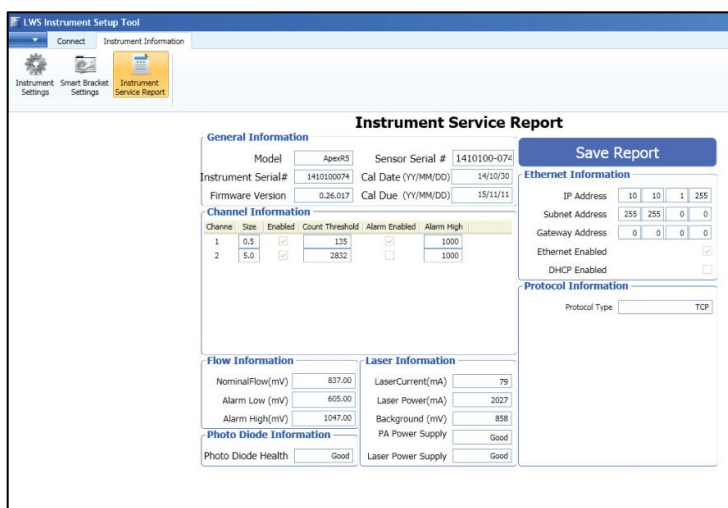 LWS Instrument Setup Tool
Connect Instrument Information
Instrument Settings
Smart Bracket Settings
Instrument Service Report
Instrument Service Report
General Information
Model ApexR5 Sensor Serial # 1410100-074
Instrument Serial# 1410100074 Cal Date (YY/MM/DD) 14/10/30
Firmware Version 0.26.017 Cal Due (YY/MM/DD) 15/11/11
Channel Information
Channe Size Enabled Count Threshold Alarm Enabled Alarm High
1 0.5 135 1000
2 5.0 2832 1000
Flow Information
NominalFlow(mV) 837.00
Alarm Low (mV) 605.00
Alarm High(mV) 1047.00
Photo Diode Information
Photo Diode Health Good
Laser Information
LaserCurrent(mA) 79
Laser Power(mA) 2027
Background (mV) 858
PA Power Supply Good
Laser Power Supply Good
Save Report
Ethernet Information
IP Address 10 10 1 255
Subnet Address 255 255 0 0
Gateway Address 0 0 0 0
Ethernet Enabled
DHCP Enabled
Protocol Information
Protocol Type TCP